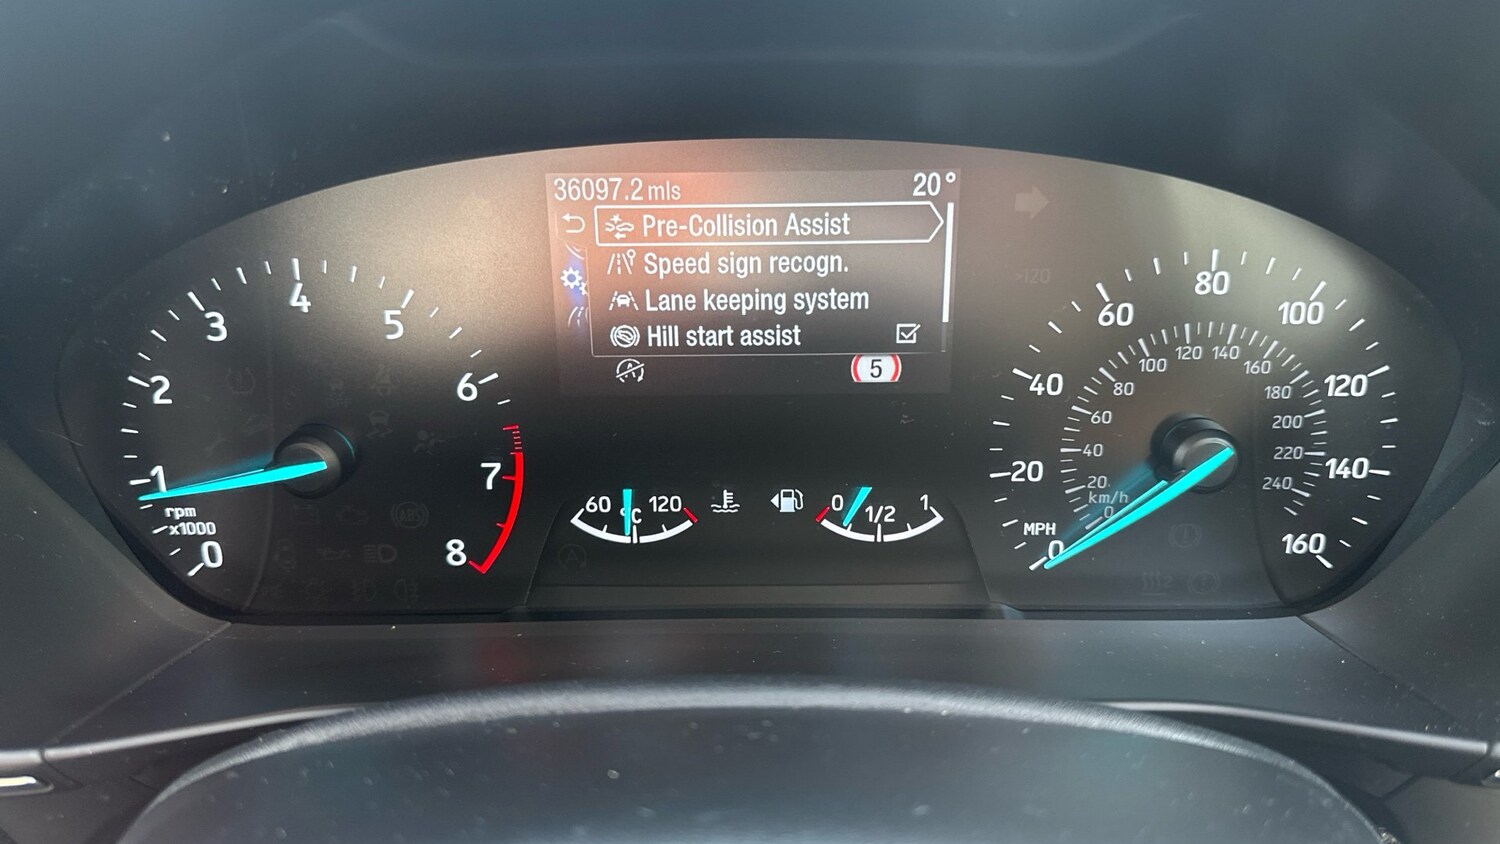 36097.2 mls 20°
Pre-Collision Assist
Speed sign recogn.
Lane keeping system
Hill start assist
5
0 1 2 3 4 5 6 7 8
rpm
x1000
60 °C 120
0 1/2 1
0 20 40 60 80 100 120 140 160
MPH
0 20 40 60 80 100 120 140 160 180 200 220 240
km/h
>120
ABS